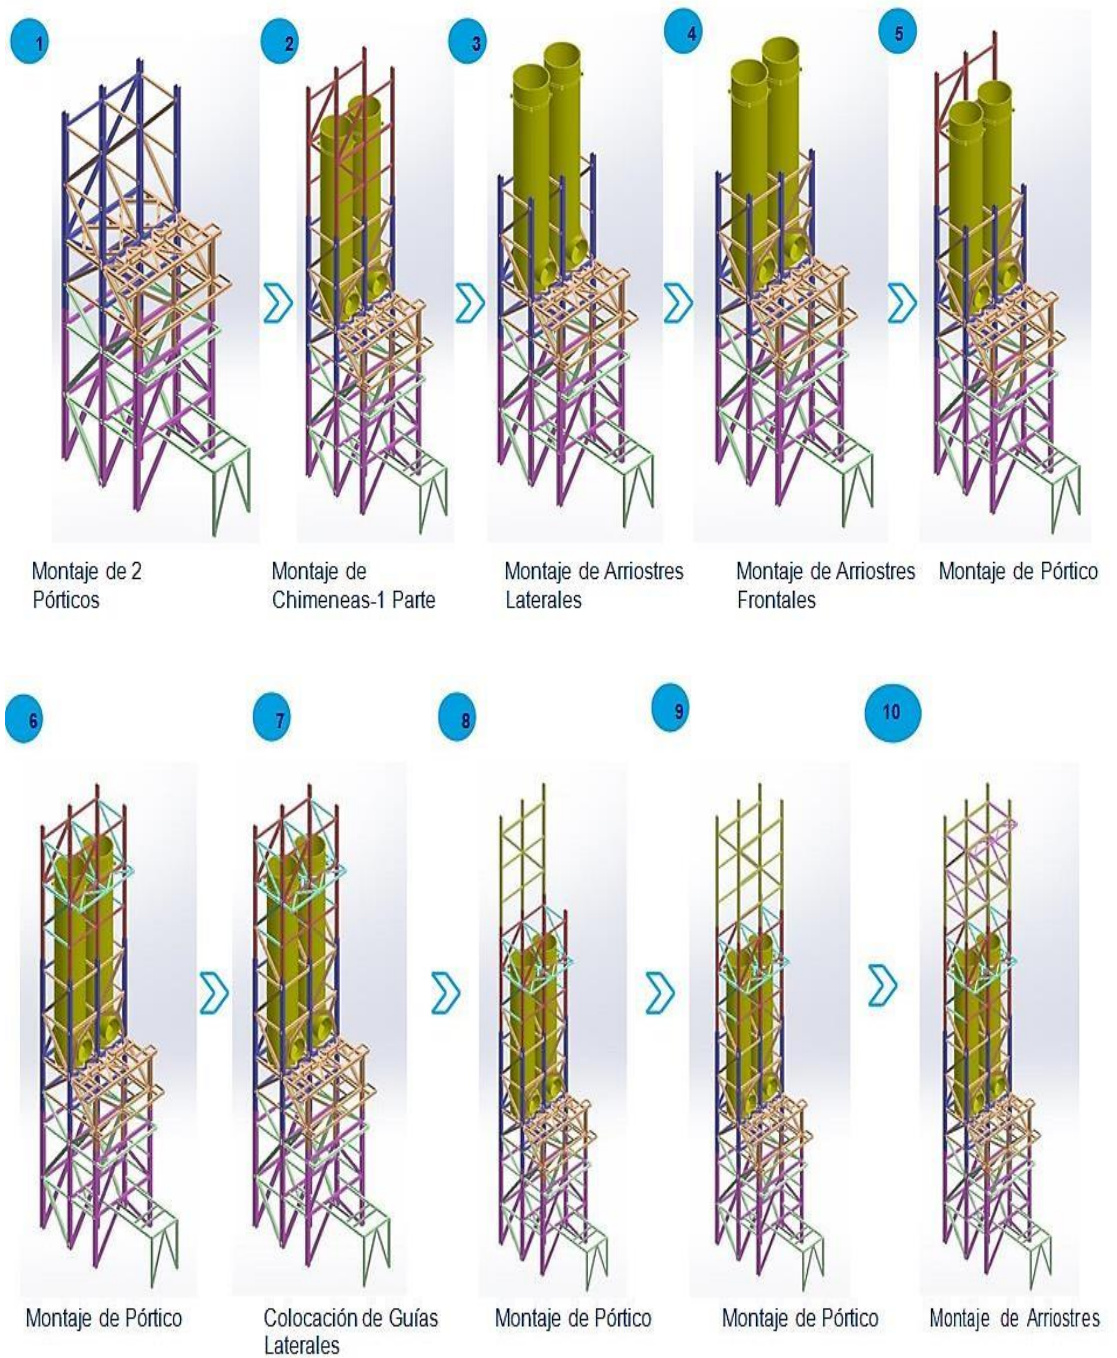 1
2
3
4
5
Montaje de 2
Pórticos
Montaje de
Chimeneas-1 Parte
Montaje de Arriostres
Laterales
Montaje de Arriostres
Frontales
Montaje de Pórtico
6
7
8
9
10
Montaje de Pórtico
Colocación de Guías
Laterales
Montaje de Pórtico
Montaje de Pórtico
Montaje de Arriostres